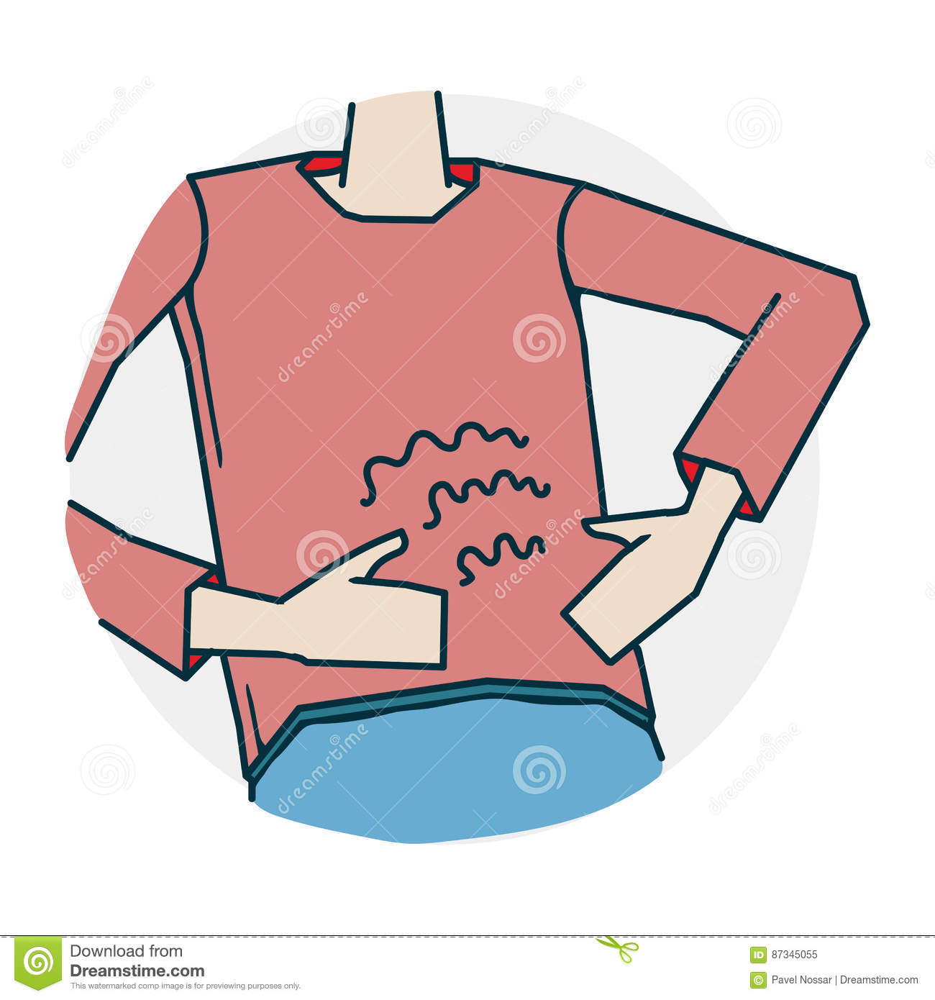 dreamstime
dreamstime
dreamstime
dreamstime
dreamstime
dreamstime
dreamstime
dreamstime
dreamstime
Download from
Dreamstime.com
This watermarked comp image is for previewing purposes only.
ID 87345055
© Pavel Nossar | Dreamstime.com